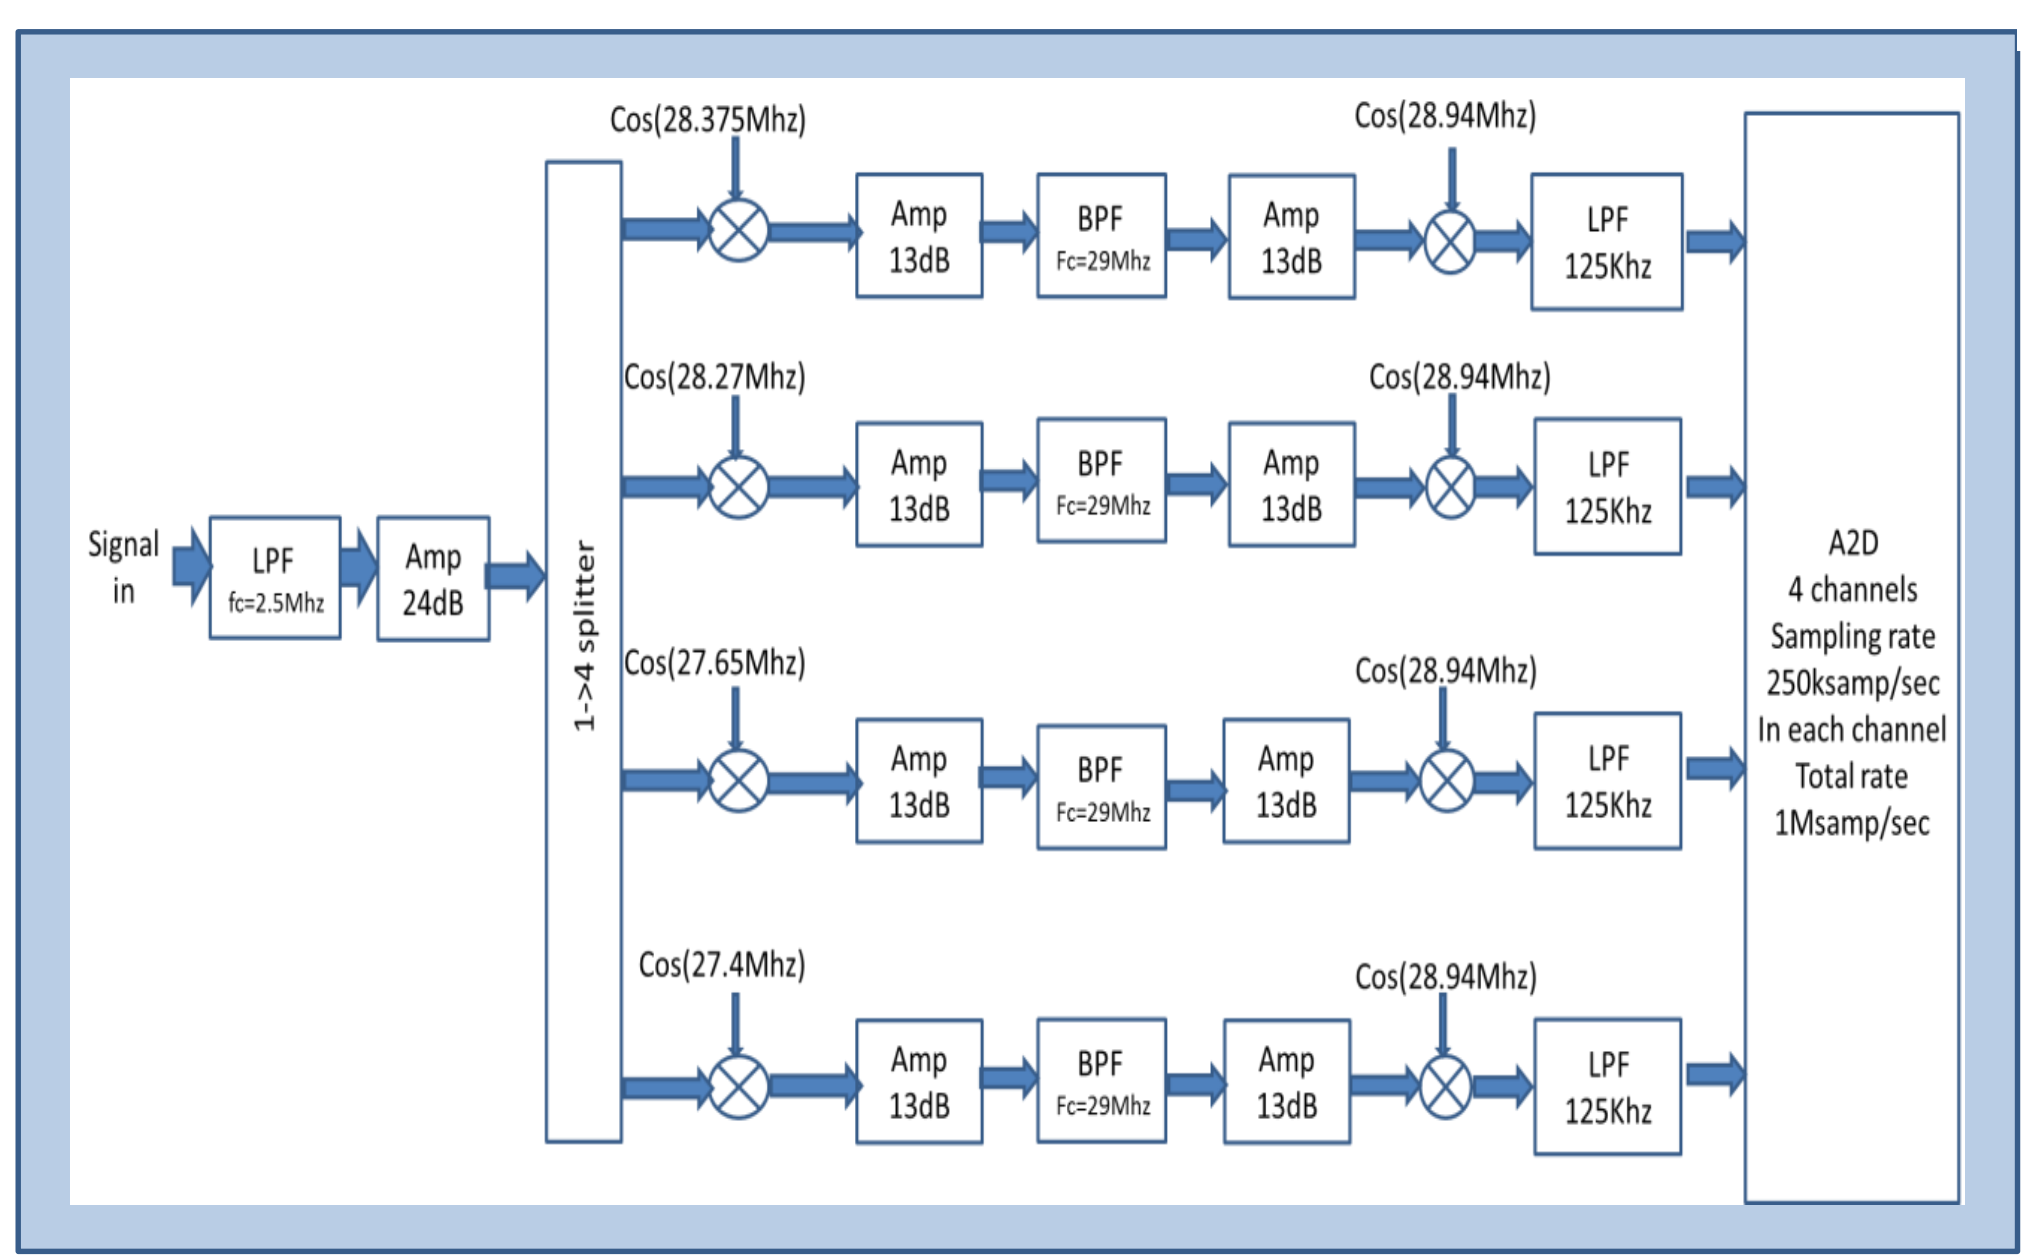 Signal
in
LPF
fc=2.5Mhz
Amp
24dB
1->4 splitter
Cos(28.375Mhz)
Amp
13dB
BPF
Fc=29Mhz
Amp
13dB
Cos(28.94Mhz)
LPF
125Khz
Cos(28.27Mhz)
Amp
13dB
BPF
Fc=29Mhz
Amp
13dB
Cos(28.94Mhz)
LPF
125Khz
Cos(27.65Mhz)
Amp
13dB
BPF
Fc=29Mhz
Amp
13dB
Cos(28.94Mhz)
LPF
125Khz
Cos(27.4Mhz)
Amp
13dB
BPF
Fc=29Mhz
Amp
13dB
Cos(28.94Mhz)
LPF
125Khz
A2D
4 channels
Sampling rate
250ksamp/sec
In each channel
Total rate
1Msamp/sec